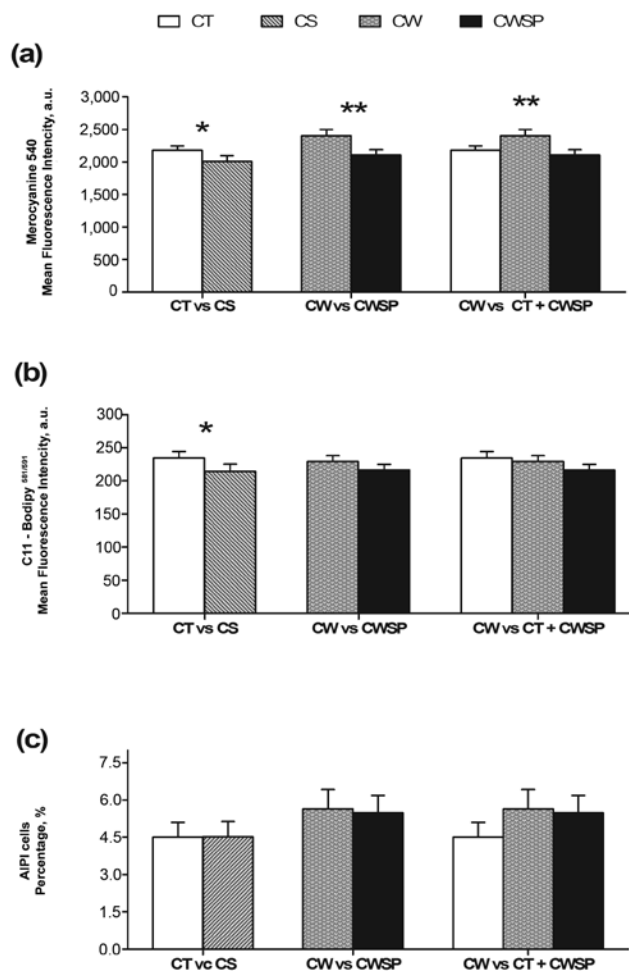 CT CS CW CWSP
(a)
Merocyanine 540
Mean Fluorescence Intencity, a.u.
3,000
2,500
2,000
1,500
1,000
500
0
*
**
**
CT vs CS
CW vs CWSP
CW vs CT + CWSP
(b)
C11 - Bodipy 581/591
Mean Fluorescence Intencity, a.u.
300
250
200
150
100
50
0
*
CT vs CS
CW vs CWSP
CW vs CT + CWSP
(c)
AIPI cells
Percentage, %
7.5
6.0
4.5
3.0
1.5
0.0
CT vc CS
CW vs CWSP
CW vs CT + CWSP